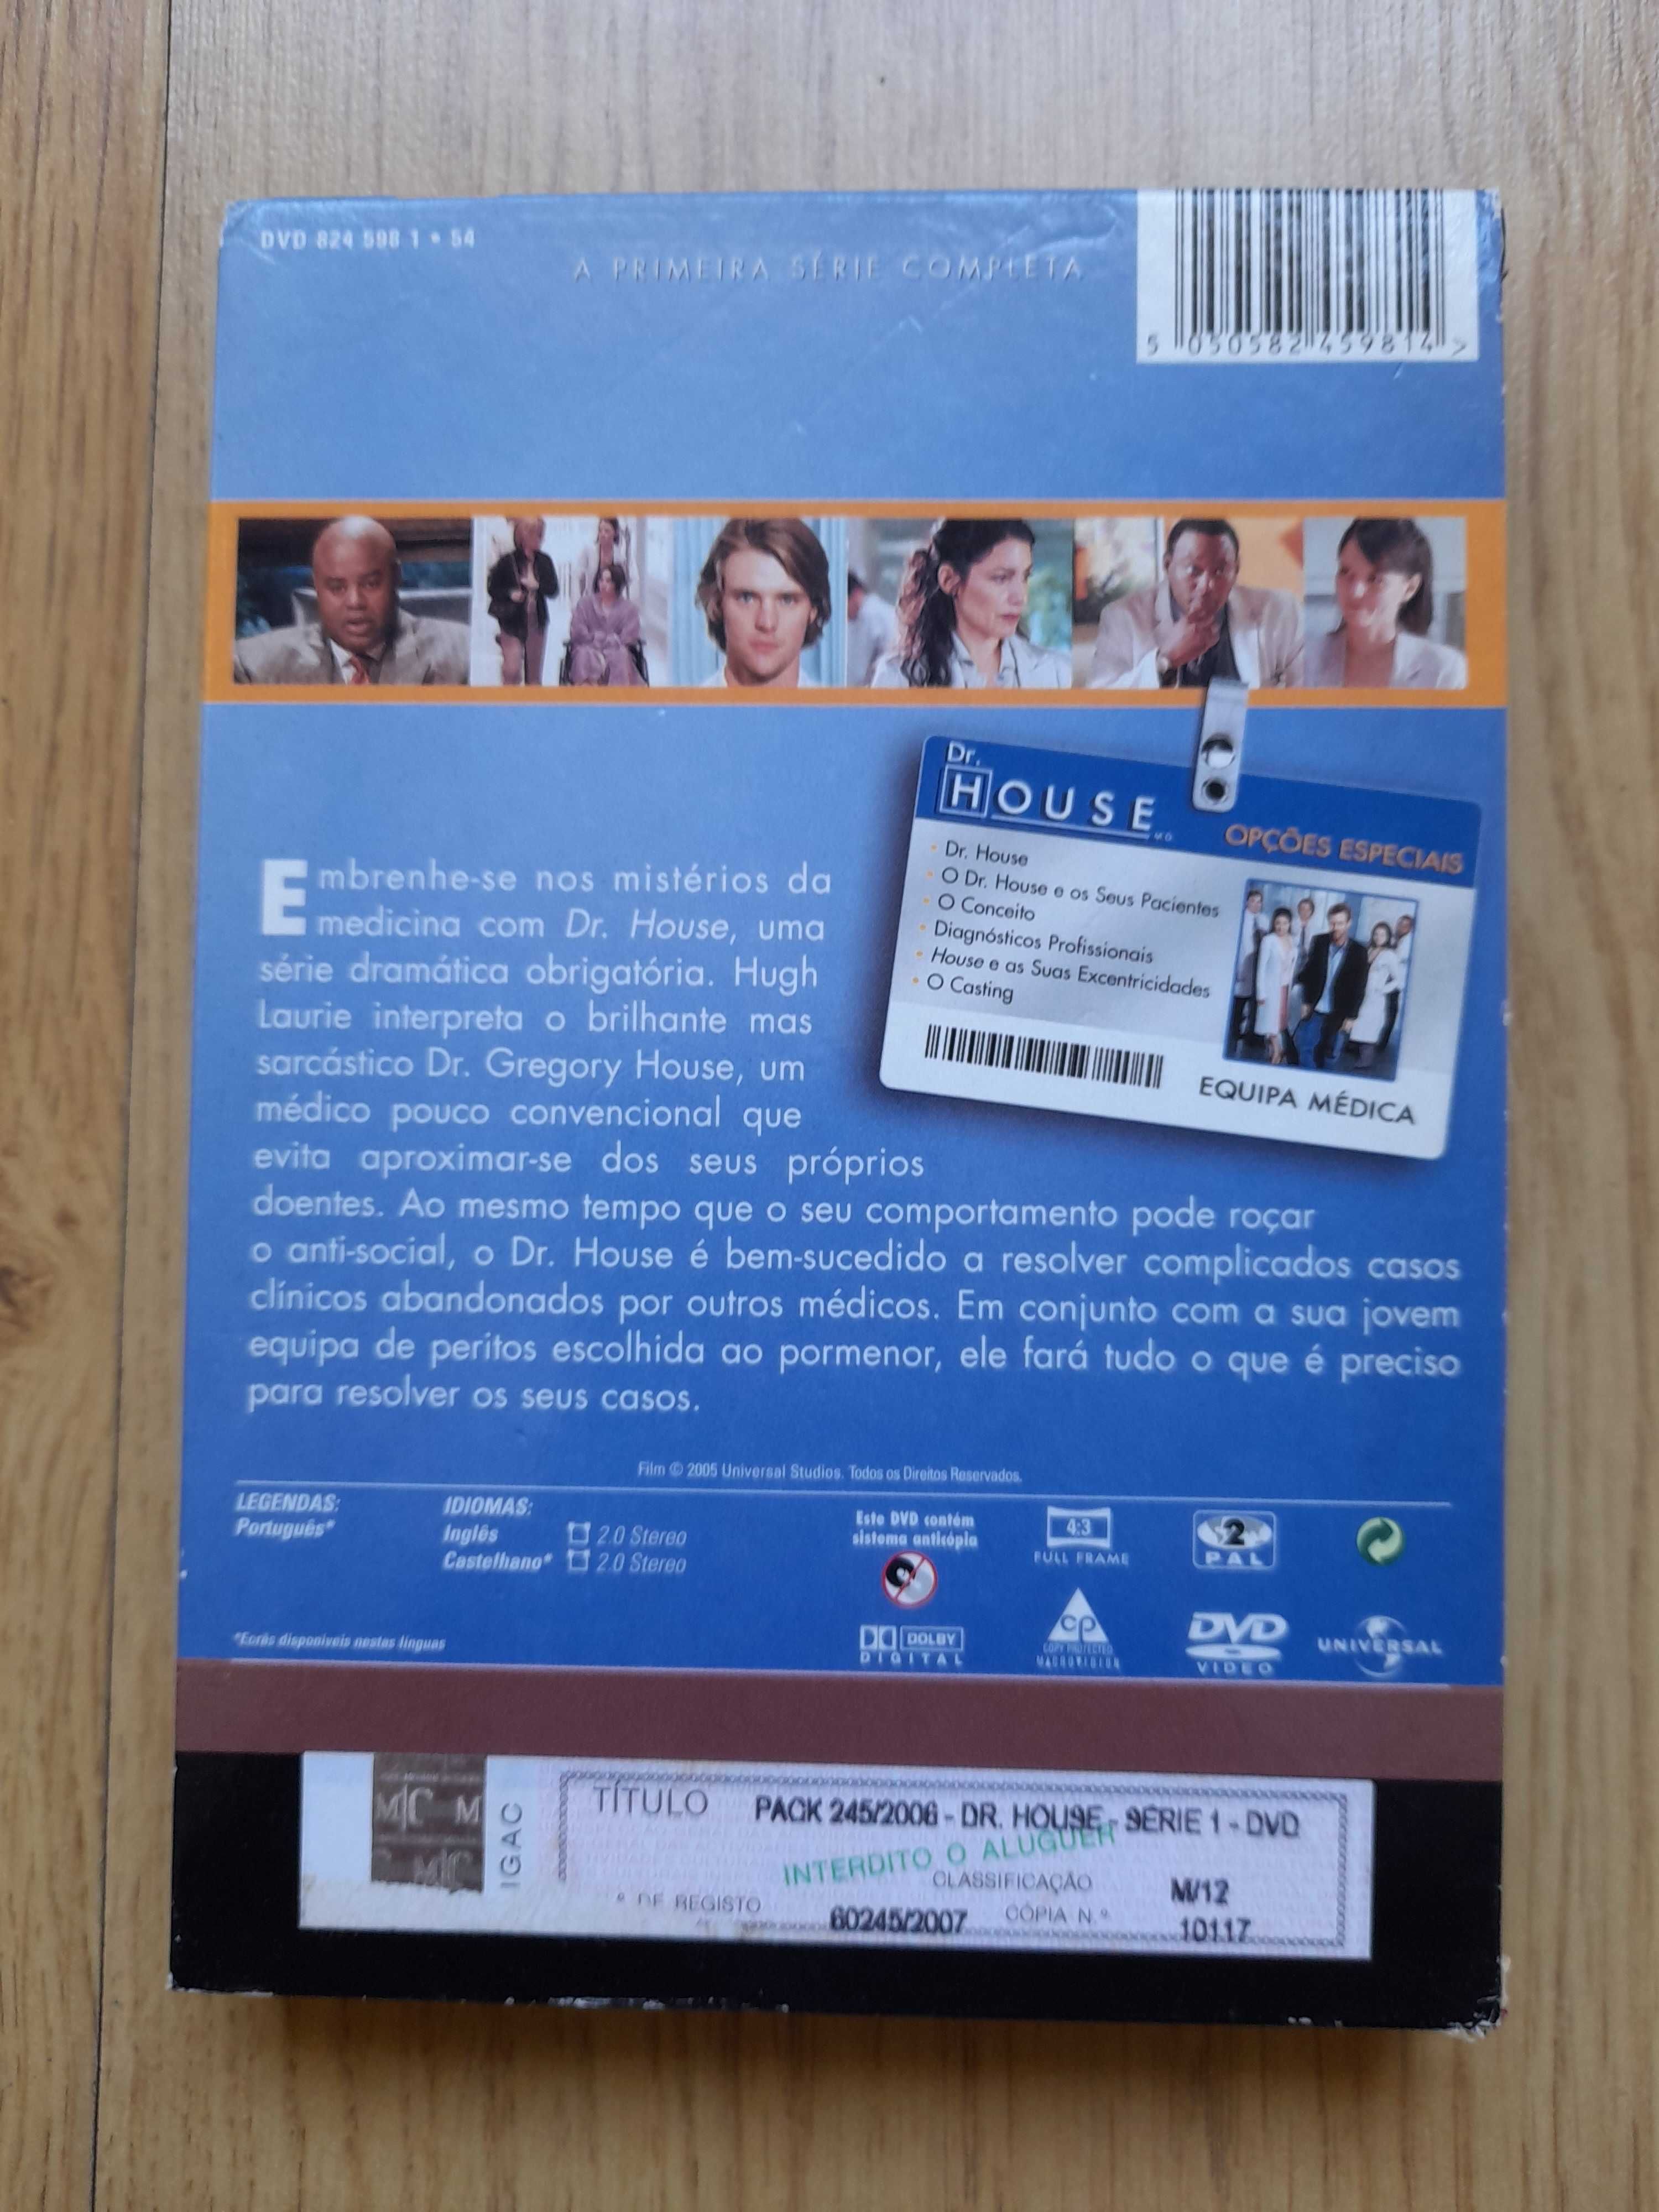 DVD 824 598 1 • 54
A PRIMEIRA SÉRIE COMPLETA
5 050582 459814 >
Dr.
HOUSE M.D.
OPÇÕES ESPECIAIS
• Dr. House
• O Dr. House e os Seus Pacientes
• O Conceito
• Diagnósticos Profissionais
• House e as Suas Excentricidades
• O Casting
EQUIPA MÉDICA
Embrenhe-se nos mistérios da
medicina com Dr. House, uma
série dramática obrigatória. Hugh
Laurie interpreta o brilhante mas
sarcástico Dr. Gregory House, um
médico pouco convencional que
evita aproximar-se dos seus próprios
doentes. Ao mesmo tempo que o seu comportamento pode roçar
o anti-social, o Dr. House é bem-sucedido a resolver complicados casos
clínicos abandonados por outros médicos. Em conjunto com a sua jovem
equipa de peritos escolhida ao pormenor, ele fará tudo o que é preciso
para resolver os seus casos.
Film © 2005 Universal Studios. Todos os Direitos Reservados.
LEGENDAS:
Português*
IDIOMAS:
Inglês 2.0 Stereo
Castelhano* 2.0 Stereo
*Ecrãs disponíveis nestas línguas
Este DVD contém
sistema anticópia
4:3
FULL FRAME
2
PAL
DOLBY
DIGITAL
CP
COPY PROTECTED
MACROVISION
DVD
VIDEO
UNIVERSAL
MC M
C MC
IGAC
TÍTULO PACK 245/2006 - DR. HOUSE - SÉRIE 1 - DVD
INTERDITO O ALUGUER
CLASSIFICAÇÃO M/12
º DE REGISTO 60245/2007 CÓPIA N.º 10117